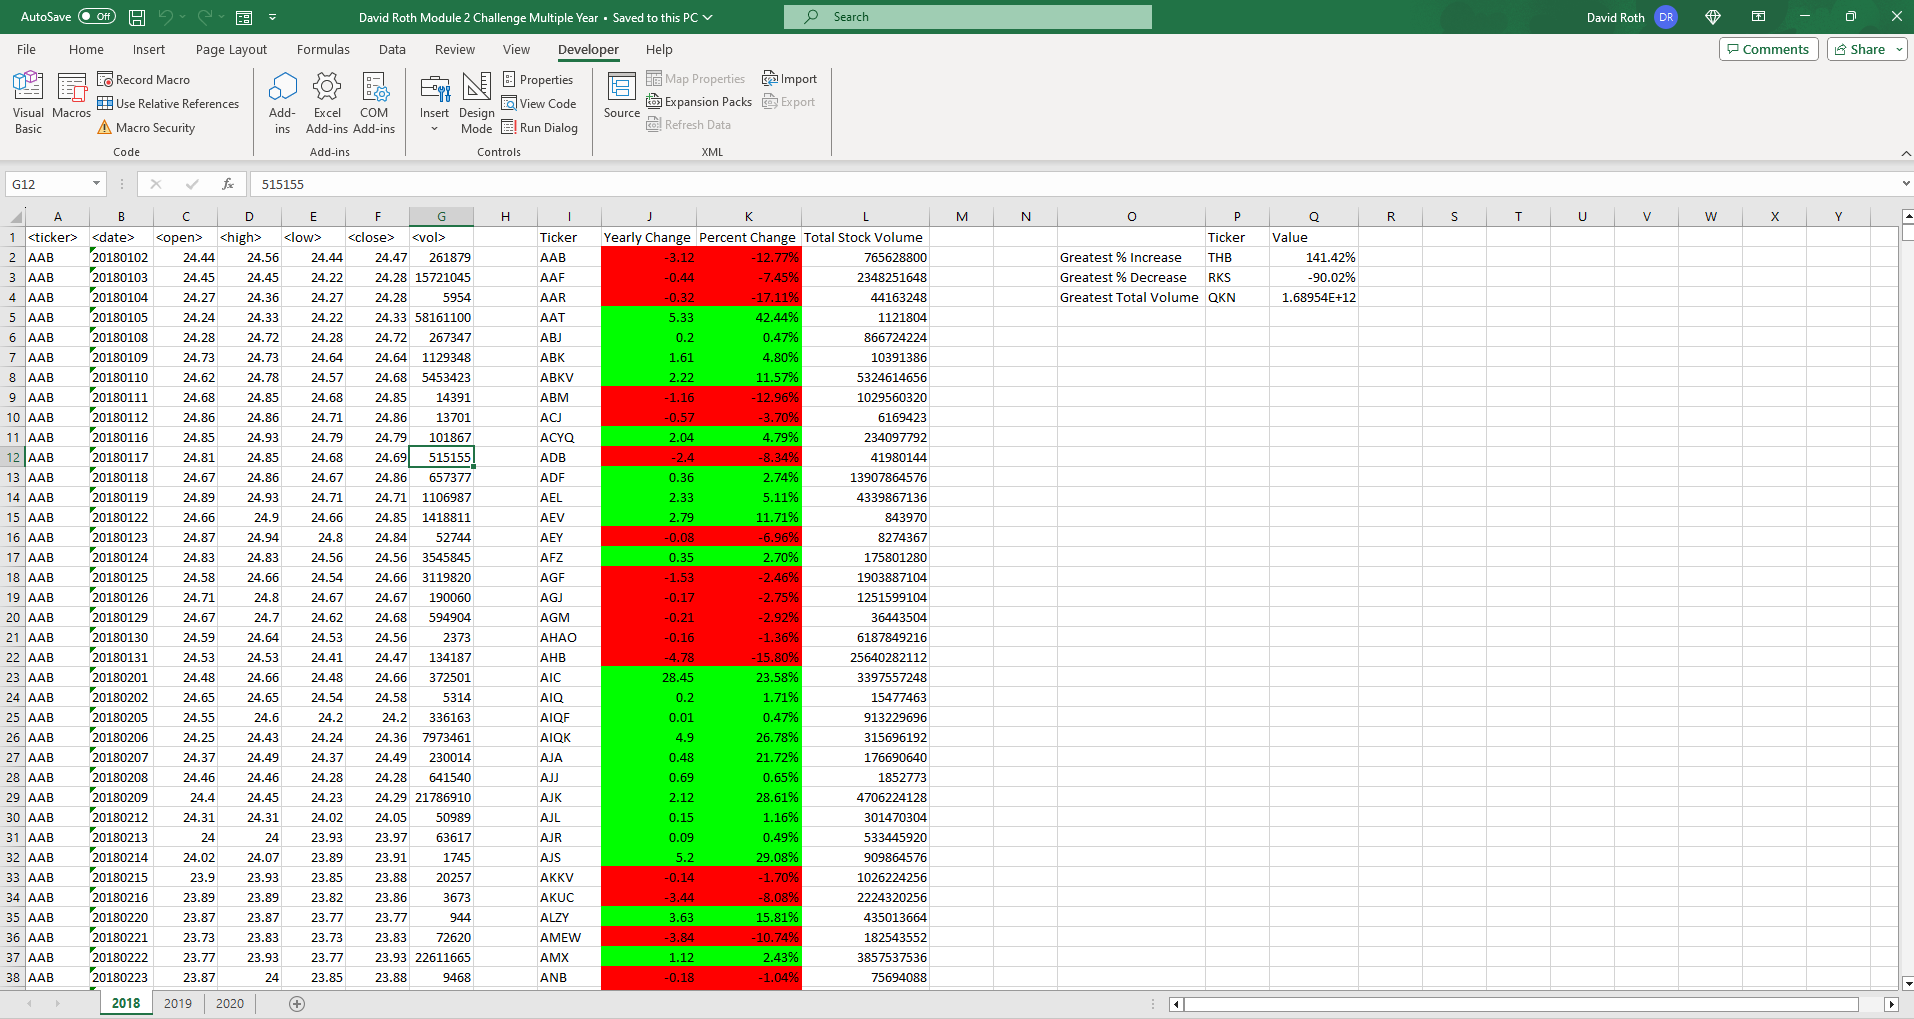 AutoSave Off David Roth Module 2 Challenge Multiple Year • Saved to this PC Search David Roth DR
File Home Insert Page Layout Formulas Data Review View Developer Help Comments Share
Visual Basic Macros Record Macro Use Relative References Macro Security
Add-ins Excel Add-ins COM Add-ins
Insert Design Mode Properties View Code Run Dialog
Source Map Properties Expansion Packs Refresh Data Import Export
Code Add-ins Controls XML
G12 fx 515155
A B C D E F G H I J K L M N O P Q R S T U V W X Y
1 <ticker> <date> <open> <high> <low> <close> <vol> Ticker Yearly Change Percent Change Total Stock Volume Ticker Value
2 AAB 20180102 24.44 24.56 24.44 24.47 261879 AAB -3.12 -12.77% 765628800 Greatest % Increase THB 141.42%
3 AAB 20180103 24.45 24.45 24.22 24.28 15721045 AAF -0.44 -7.45% 2348251648 Greatest % Decrease RKS -90.02%
4 AAB 20180104 24.27 24.36 24.27 24.28 5954 AAR -0.32 -17.11% 44163248 Greatest Total Volume QKN 1.68954E+12
5 AAB 20180105 24.24 24.33 24.22 24.33 58161100 AAT 5.33 42.44% 1121804
6 AAB 20180108 24.28 24.72 24.28 24.72 267347 ABJ 0.2 0.47% 866724224
7 AAB 20180109 24.73 24.73 24.64 24.64 1129348 ABK 1.61 4.80% 10391386
8 AAB 20180110 24.62 24.78 24.57 24.68 5453423 ABKV 2.22 11.57% 5324614656
9 AAB 20180111 24.68 24.85 24.68 24.85 14391 ABM -1.16 -12.96% 1029560320
10 AAB 20180112 24.86 24.86 24.71 24.86 13701 ACJ -0.57 -3.70% 6169423
11 AAB 20180116 24.85 24.93 24.79 24.79 101867 ACYQ 2.04 4.79% 234097792
12 AAB 20180117 24.81 24.85 24.68 24.69 515155 ADB -2.4 -8.34% 41980144
13 AAB 20180118 24.67 24.86 24.67 24.86 657377 ADF 0.36 2.74% 13907864576
14 AAB 20180119 24.89 24.93 24.71 24.71 1106987 AEL 2.33 5.11% 4339867136
15 AAB 20180122 24.66 24.9 24.66 24.85 1418811 AEV 2.79 11.71% 843970
16 AAB 20180123 24.87 24.94 24.8 24.84 52744 AEY -0.08 -6.96% 8274367
17 AAB 20180124 24.83 24.83 24.56 24.56 3545845 AFZ 0.35 2.70% 175801280
18 AAB 20180125 24.58 24.66 24.54 24.66 3119820 AGF -1.53 -2.46% 1903887104
19 AAB 20180126 24.71 24.8 24.67 24.67 190060 AGJ -0.17 -2.75% 1251599104
20 AAB 20180129 24.67 24.7 24.62 24.68 594904 AGM -0.21 -2.92% 36443504
21 AAB 20180130 24.59 24.64 24.53 24.56 2373 AHAO -0.16 -1.36% 6187849216
22 AAB 20180131 24.53 24.53 24.41 24.47 134187 AHB -4.78 -15.80% 25640282112
23 AAB 20180201 24.48 24.66 24.48 24.66 372501 AIC 28.45 23.58% 3397557248
24 AAB 20180202 24.65 24.65 24.54 24.58 5314 AIQ 0.2 1.71% 15477463
25 AAB 20180205 24.55 24.6 24.2 24.2 336163 AIQF 0.01 0.47% 913229696
26 AAB 20180206 24.25 24.43 24.24 24.36 7973461 AIQK 4.9 26.78% 315696192
27 AAB 20180207 24.37 24.49 24.37 24.49 230014 AJA 0.48 21.72% 176690640
28 AAB 20180208 24.46 24.46 24.28 24.28 641540 AJJ 0.69 0.65% 1852773
29 AAB 20180209 24.4 24.45 24.23 24.29 21786910 AJK 2.12 28.61% 4706224128
30 AAB 20180212 24.31 24.31 24.02 24.05 50989 AJL 0.15 1.16% 301470304
31 AAB 20180213 24 24 23.93 23.97 63617 AJR 0.09 0.49% 533445920
32 AAB 20180214 24.02 24.07 23.89 23.91 1745 AJS 5.2 29.08% 909864576
33 AAB 20180215 23.9 23.93 23.85 23.88 20257 AKKV -0.14 -1.70% 1026224256
34 AAB 20180216 23.89 23.89 23.82 23.86 3673 AKUC -3.44 -8.08% 2224320256
35 AAB 20180220 23.87 23.87 23.77 23.77 944 ALZY 3.63 15.81% 435013664
36 AAB 20180221 23.73 23.83 23.73 23.83 72620 AMEW -3.84 -10.74% 182543552
37 AAB 20180222 23.77 23.93 23.77 23.93 22611665 AMX 1.12 2.43% 3857537536
38 AAB 20180223 23.87 24 23.85 23.88 9468 ANB -0.18 -1.04% 75694088
2018 2019 2020